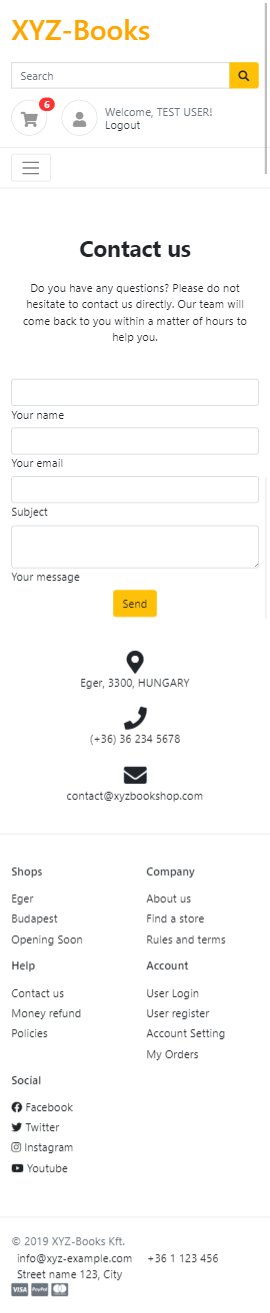 XYZ-Books
Search
6
Welcome, TEST USER!
Logout
Contact us
Do you have any questions? Please do not
hesitate to contact us directly. Our team will
come back to you within a matter of hours to
help you.
Your name
Your email
Subject
Your message
Send
Eger, 3300, HUNGARY
(+36) 36 234 5678
contact@xyzbookshop.com
Shops
Eger
Budapest
Opening Soon
Company
About us
Find a store
Rules and terms
Help
Contact us
Money refund
Policies
Account
User Login
User register
Account Setting
My Orders
Social
Facebook
Twitter
Instagram
Youtube
© 2019 XYZ-Books Kft.
info@xyz-example.com +36 1 123 456
Street name 123, City
VISA PayPal